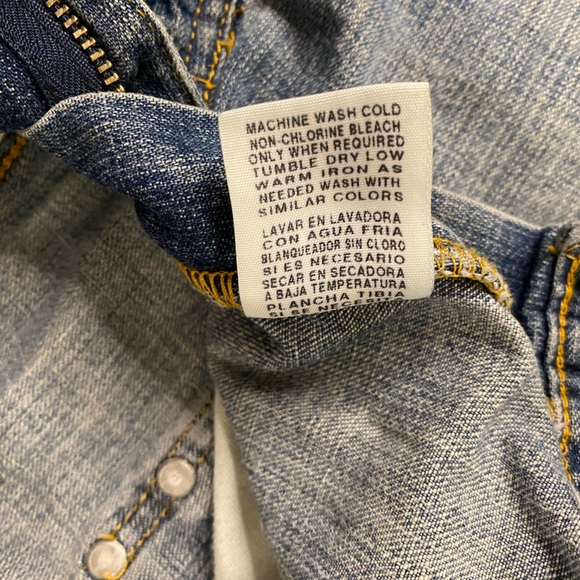 MACHINE WASH COLD
NON-CHLORINE BLEACH
ONLY WHEN REQUIRED
TUMBLE DRY LOW
WARM IRON AS
NEEDED WASH WITH
SIMILAR COLORS
LAVAR EN LAVADORA
CON AGUA FRIA
BLANQUEADOR SIN CLORO
SI ES NECESARIO
SECAR EN SECADORA
A BAJA TEMPERATURA
PLANCHA TIBIA
SI SE